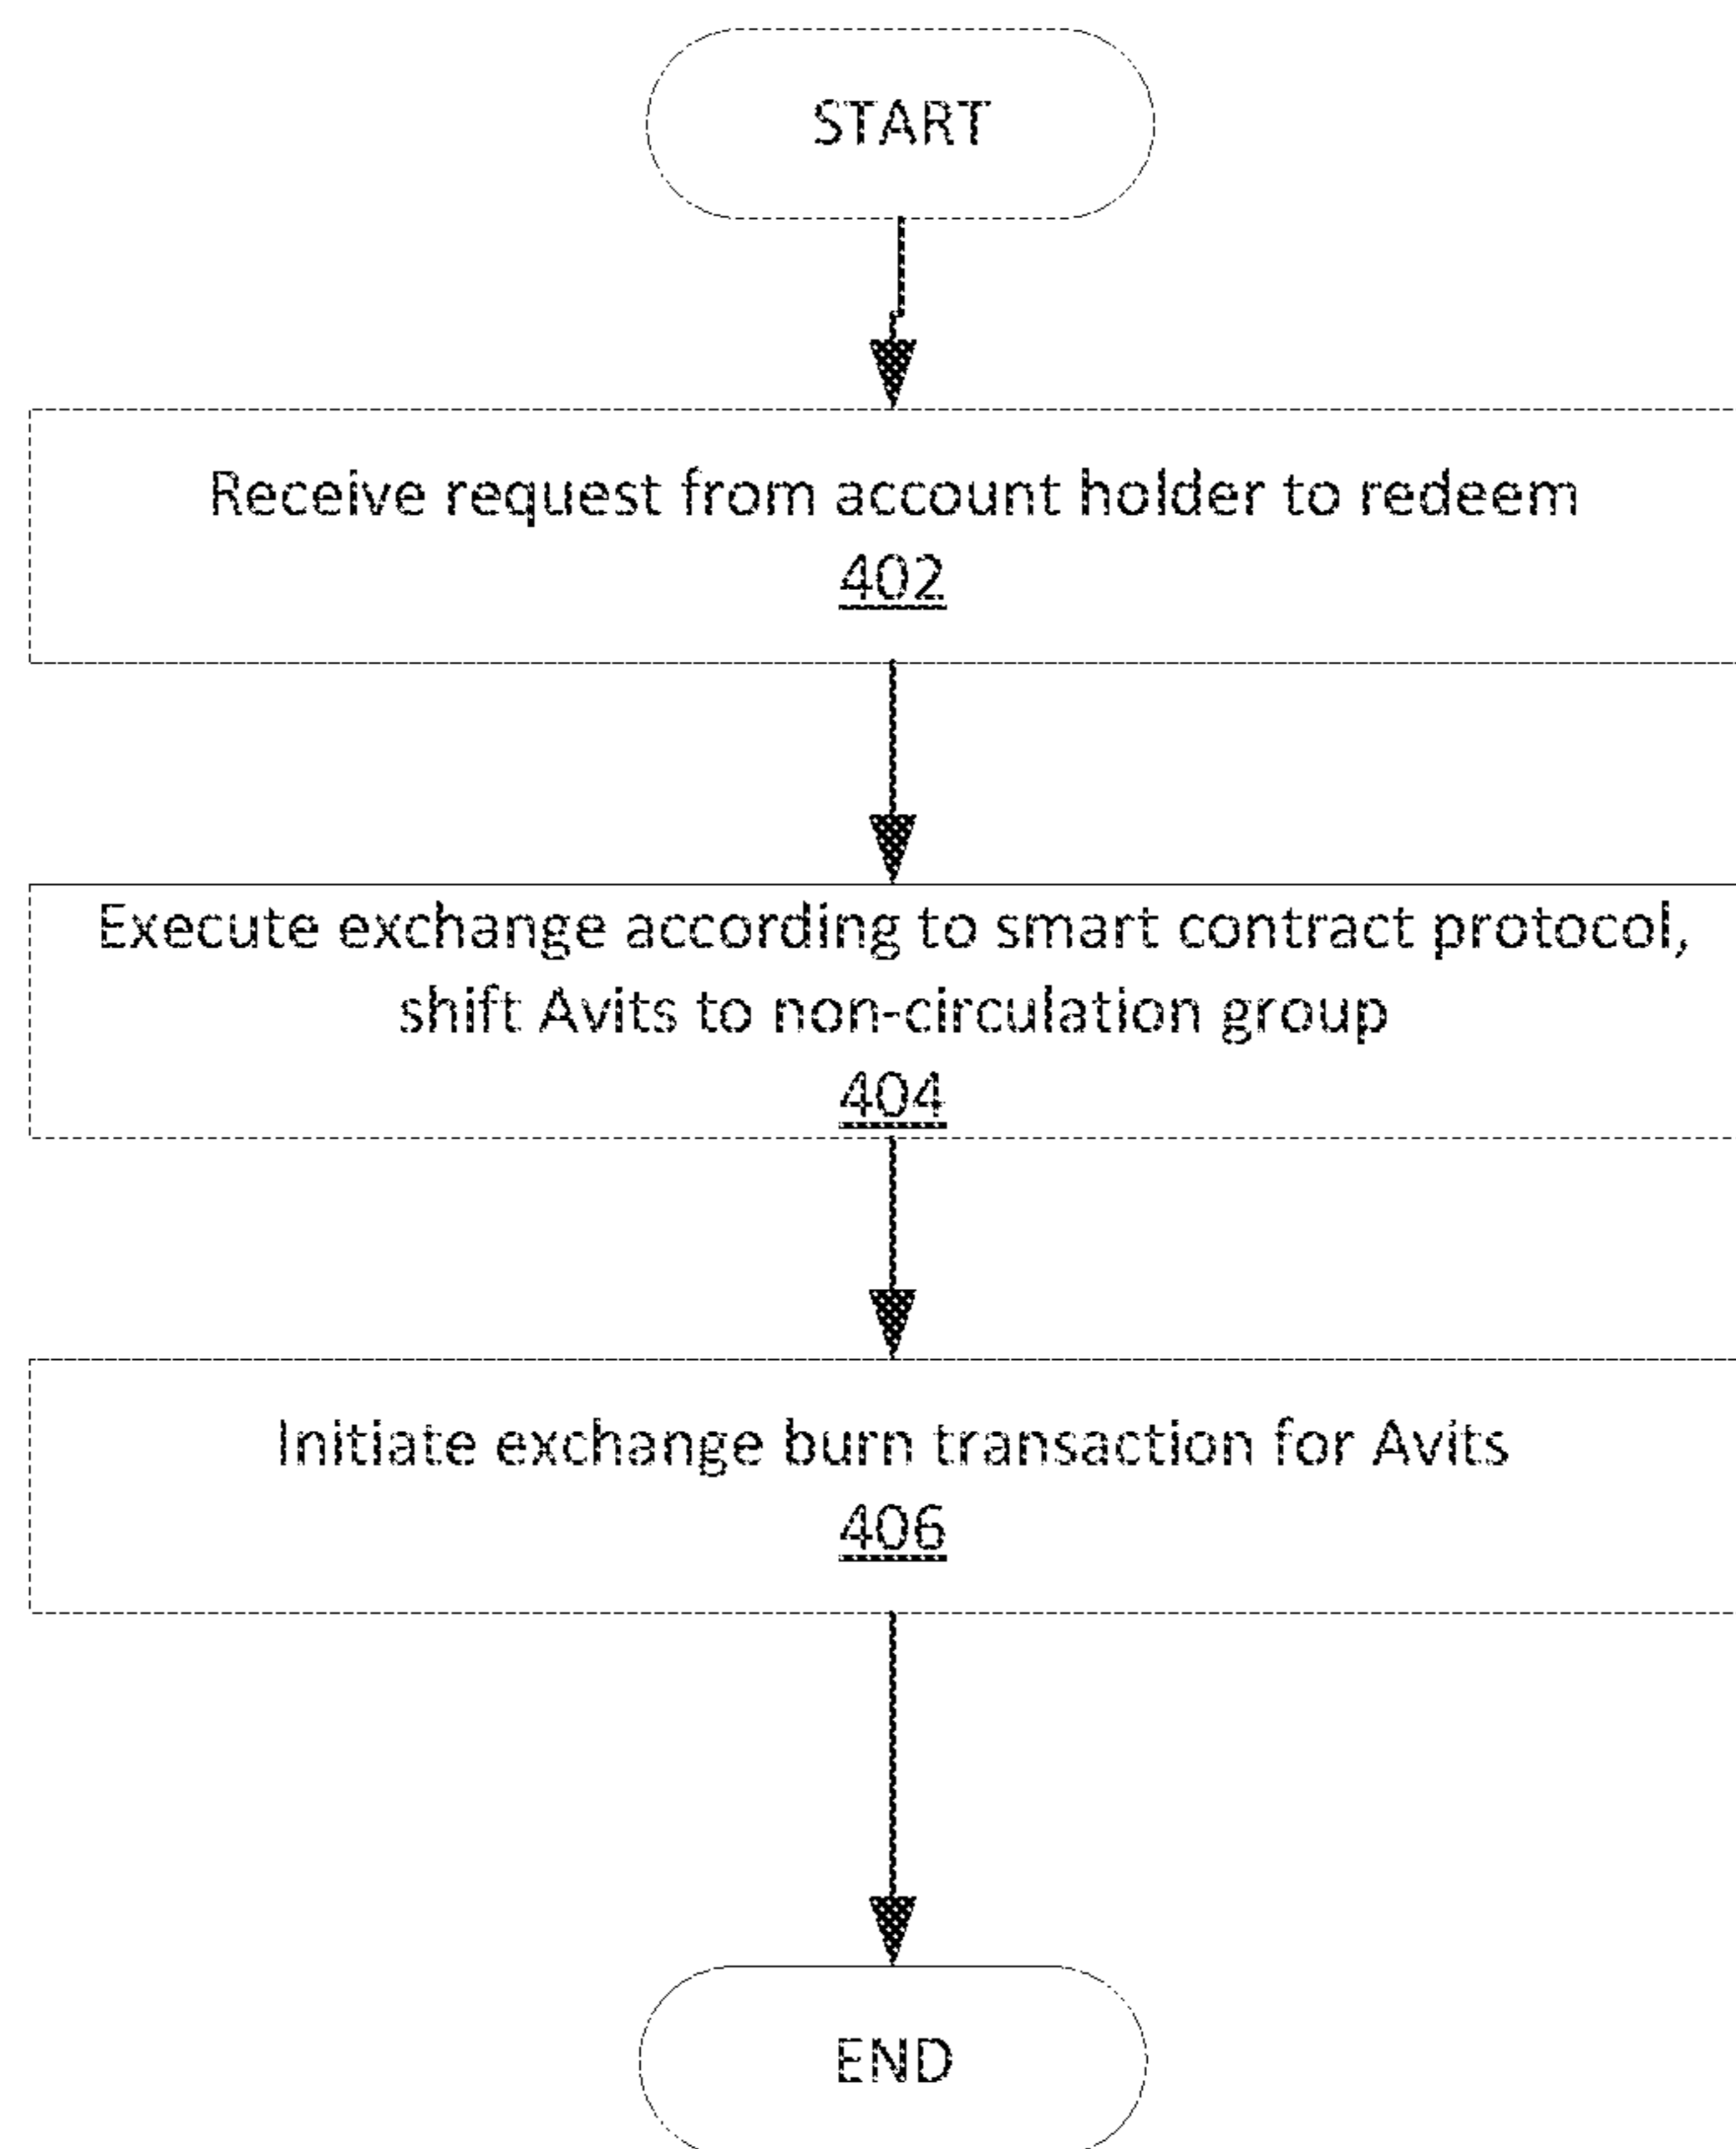 START
Receive request from account holder to redeem
402
Execute exchange according to smart contract protocol,
shift Avits to non-circulation group
404
Initiate exchange burn transaction for Avits
406
END